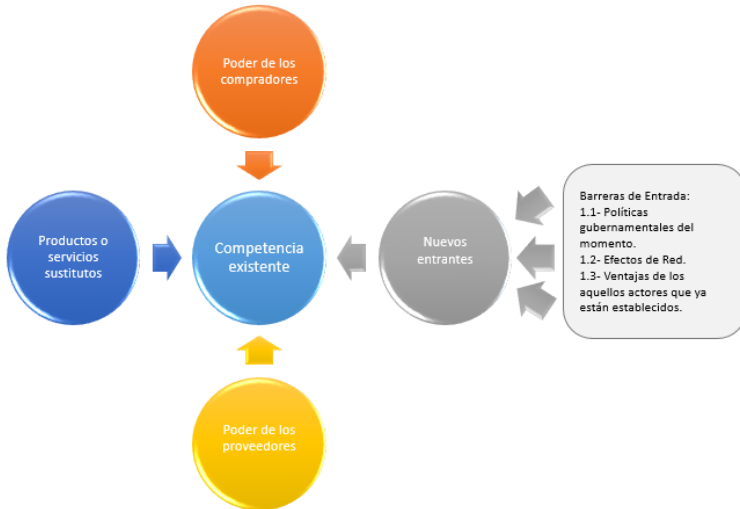 Poder de los
compradores
Productos o
servicios
sustitutos
Competencia
existente
Nuevos
entrantes
Barreras de Entrada:
1.1- Políticas
gubernamentales del
momento.
1.2- Efectos de Red.
1.3- Ventajas de los
aquellos actores que ya
están establecidos.
Poder de los
proveedores